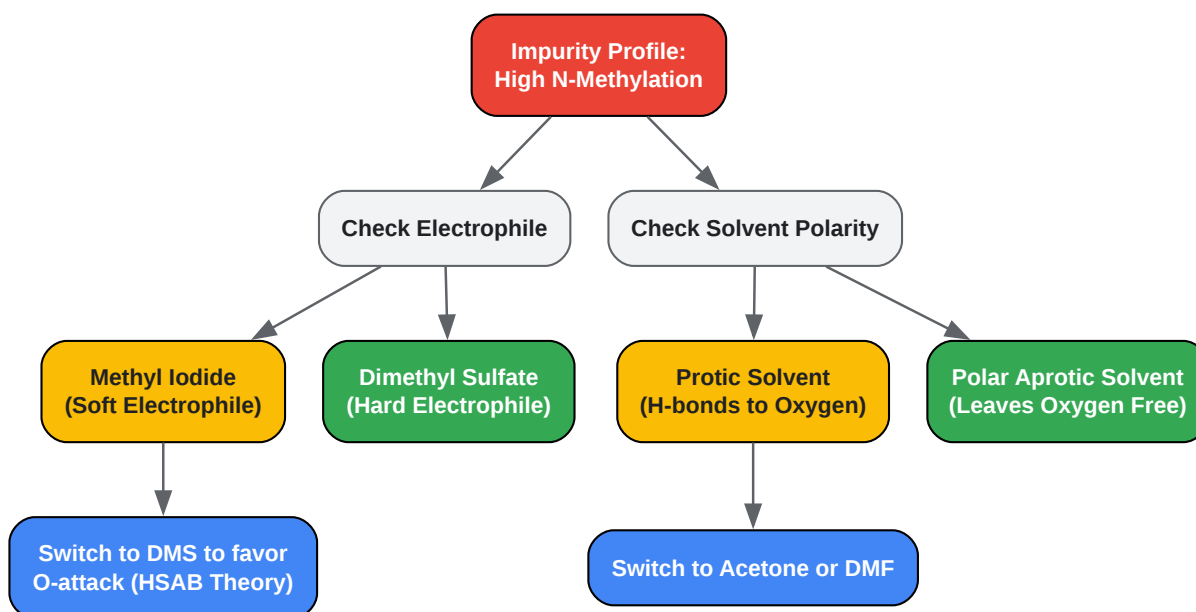 Impurity Profile:
High N-Methylation
Check Electrophile
Check Solvent Polarity
Methyl Iodide
(Soft Electrophile)
Dimethyl Sulfate
(Hard Electrophile)
Protic Solvent
(H-bonds to Oxygen)
Polar Aprotic Solvent
(Leaves Oxygen Free)
Switch to DMS to favor
O-attack (HSAB Theory)
Switch to Acetone or DMF